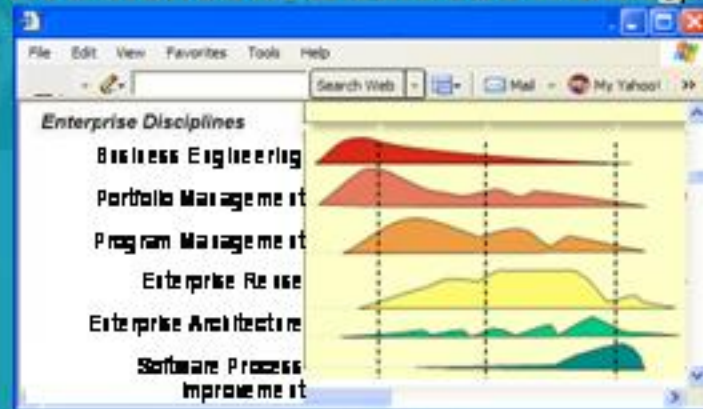 File Edit View Favorites Tools Help
Search Web Mail My Yahoo!
Enterprise Disciplines
Business Engineering
Portfolio Management
Program Management
Enterprise Reuse
Enterprise Architecture
Software Process
Improvement